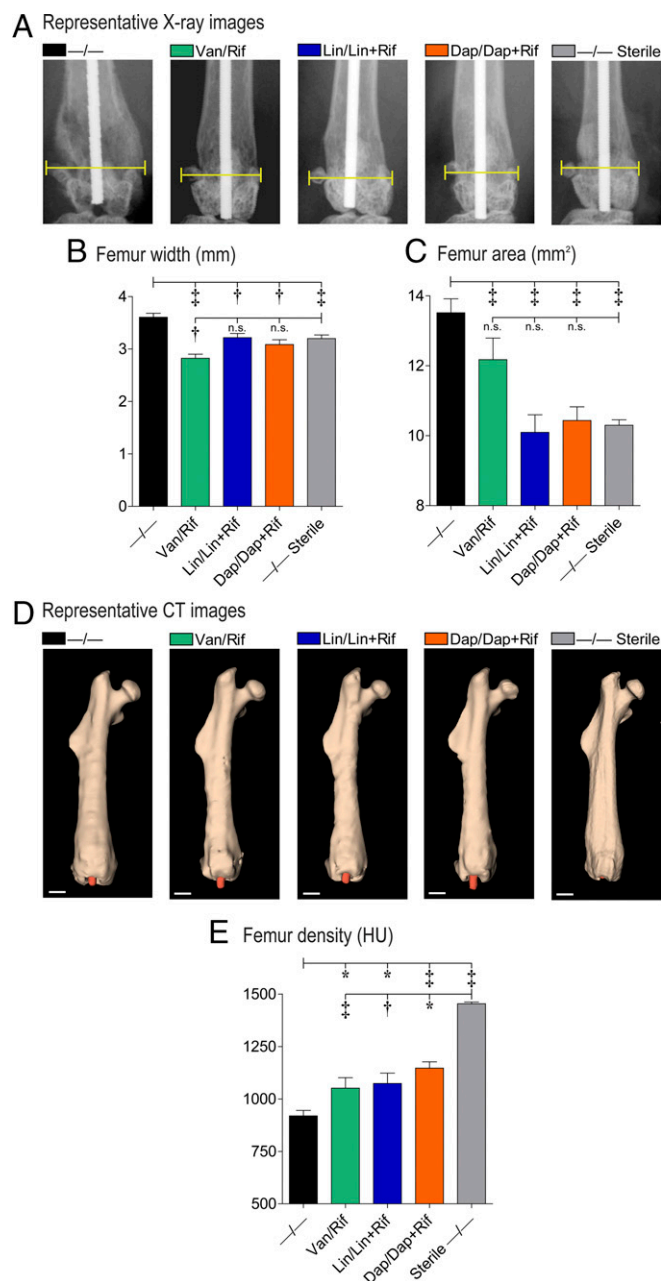 A Representative X-ray images
—/— Van/Rif Lin/Lin+Rif Dap/Dap+Rif —/— Sterile
B Femur width (mm)
‡ † † ‡
† n.s. n.s.
4
3
2
1
0
—/— Van/Rif Lin/Lin+Rif Dap/Dap+Rif —/— Sterile
C Femur area (mm²)
‡ ‡ ‡ ‡
n.s. n.s. n.s.
14
12
10
8
—/— Van/Rif Lin/Lin+Rif Dap/Dap+Rif —/— Sterile
D Representative CT images
—/— Van/Rif Lin/Lin+Rif Dap/Dap+Rif —/— Sterile
E Femur density (HU)
* * ‡ ‡
‡ † *
1500
1250
1000
750
500
—/— Van/Rif Lin/Lin+Rif Dap/Dap+Rif Sterile —/—